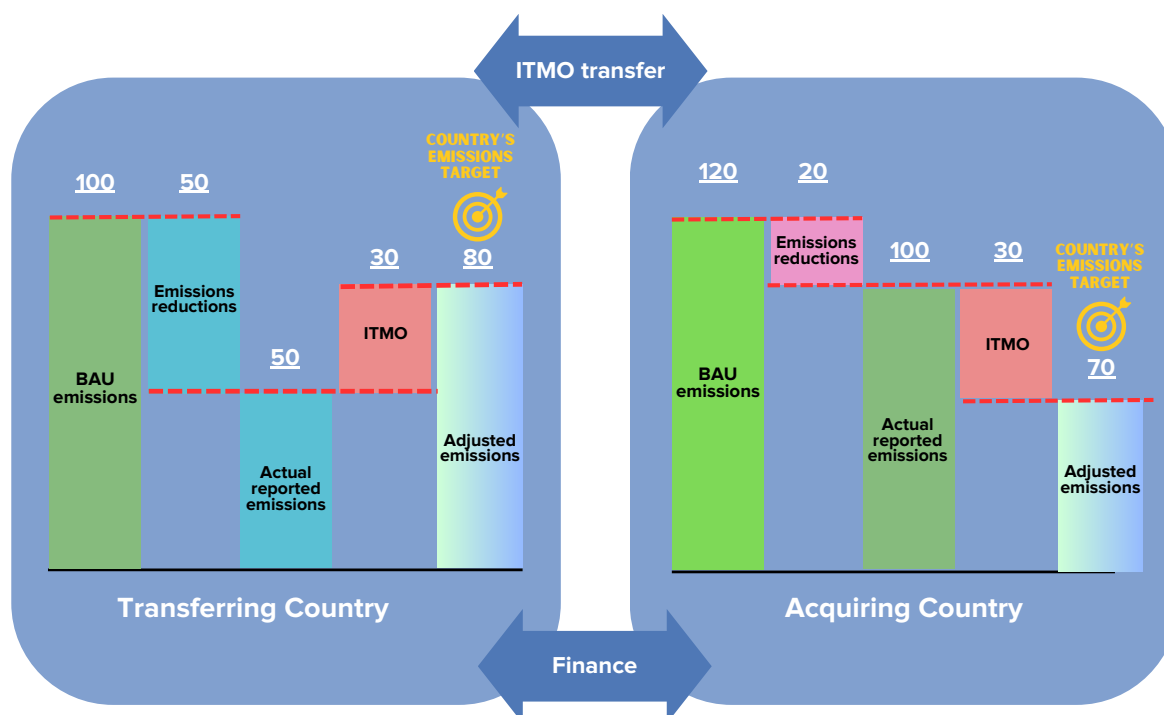 ITMO transfer
COUNTRY'S
EMISSIONS
TARGET
100
50
50
30
80
BAU
emissions
Emissions
reductions
Actual
reported
emissions
ITMO
Adjusted
emissions
Transferring Country
120
20
100
30
COUNTRY'S
EMISSIONS
TARGET
70
BAU
emissions
Emissions
reductions
Actual
reported
emissions
ITMO
Adjusted
emissions
Acquiring Country
Finance